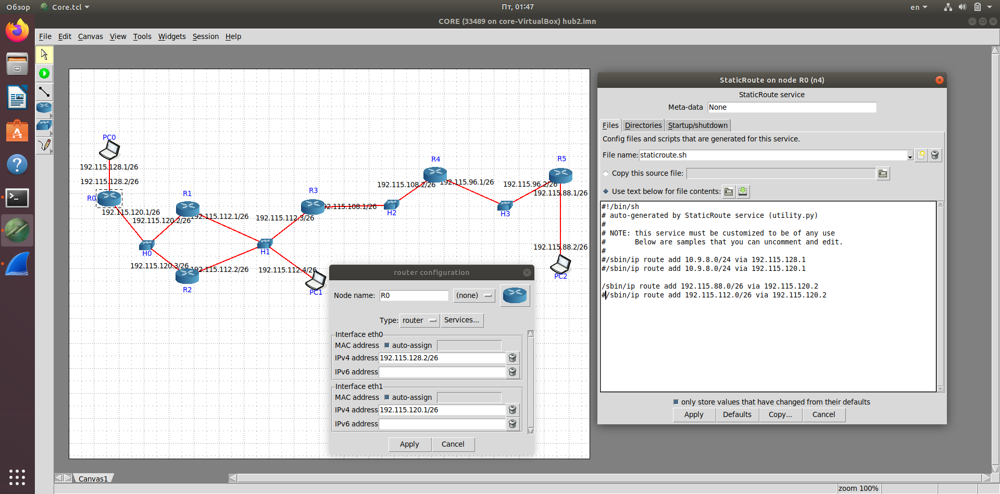 Обзор
Core.tcl
Пт, 01:47
en
CORE (33489 on core-VirtualBox) hub2.imn
File Edit Canvas View Tools Widgets Session Help
PC0
192.115.128.1/26
192.115.128.2/26
R0
192.115.120.1/26
R1
192.115.120.2/26
192.115.112.1/26
H0
192.115.120.3/26
R2
192.115.112.2/26
R3
192.115.112.3/26
H1
192.115.112.4/26
PC1
192.115.108.1/26
H2
192.115.108.2/26
R4
192.115.96.1/26
H3
192.115.96.2/26
R5
192.115.88.1/26
192.115.88.2/26
PC2
router configuration
Node name: R0 (none)
Type: router Services...
Interface eth0
MAC address auto-assign
IPv4 address 192.115.128.2/26
IPv6 address
Interface eth1
MAC address auto-assign
IPv4 address 192.115.120.1/26
IPv6 address
Apply Cancel
StaticRoute on node R0 (n4)
StaticRoute service
Meta-data None
Files Directories Startup/shutdown
Config files and scripts that are generated for this service.
File name: staticroute.sh
Copy this source file:
Use text below for file contents:
#!/bin/sh
# auto-generated by StaticRoute service (utility.py)
#
# NOTE: this service must be customized to be of any use
#       Below are samples that you can uncomment and edit.
#
#/sbin/ip route add 10.9.8.0/24 via 192.115.128.1
#/sbin/ip route add 10.9.8.0/24 via 192.115.120.1
/sbin/ip route add 192.115.88.0/26 via 192.115.120.2
#/sbin/ip route add 192.115.112.0/26 via 192.115.120.2
only store values that have changed from their defaults
Apply Defaults Copy... Cancel
Canvas1
zoom 100%